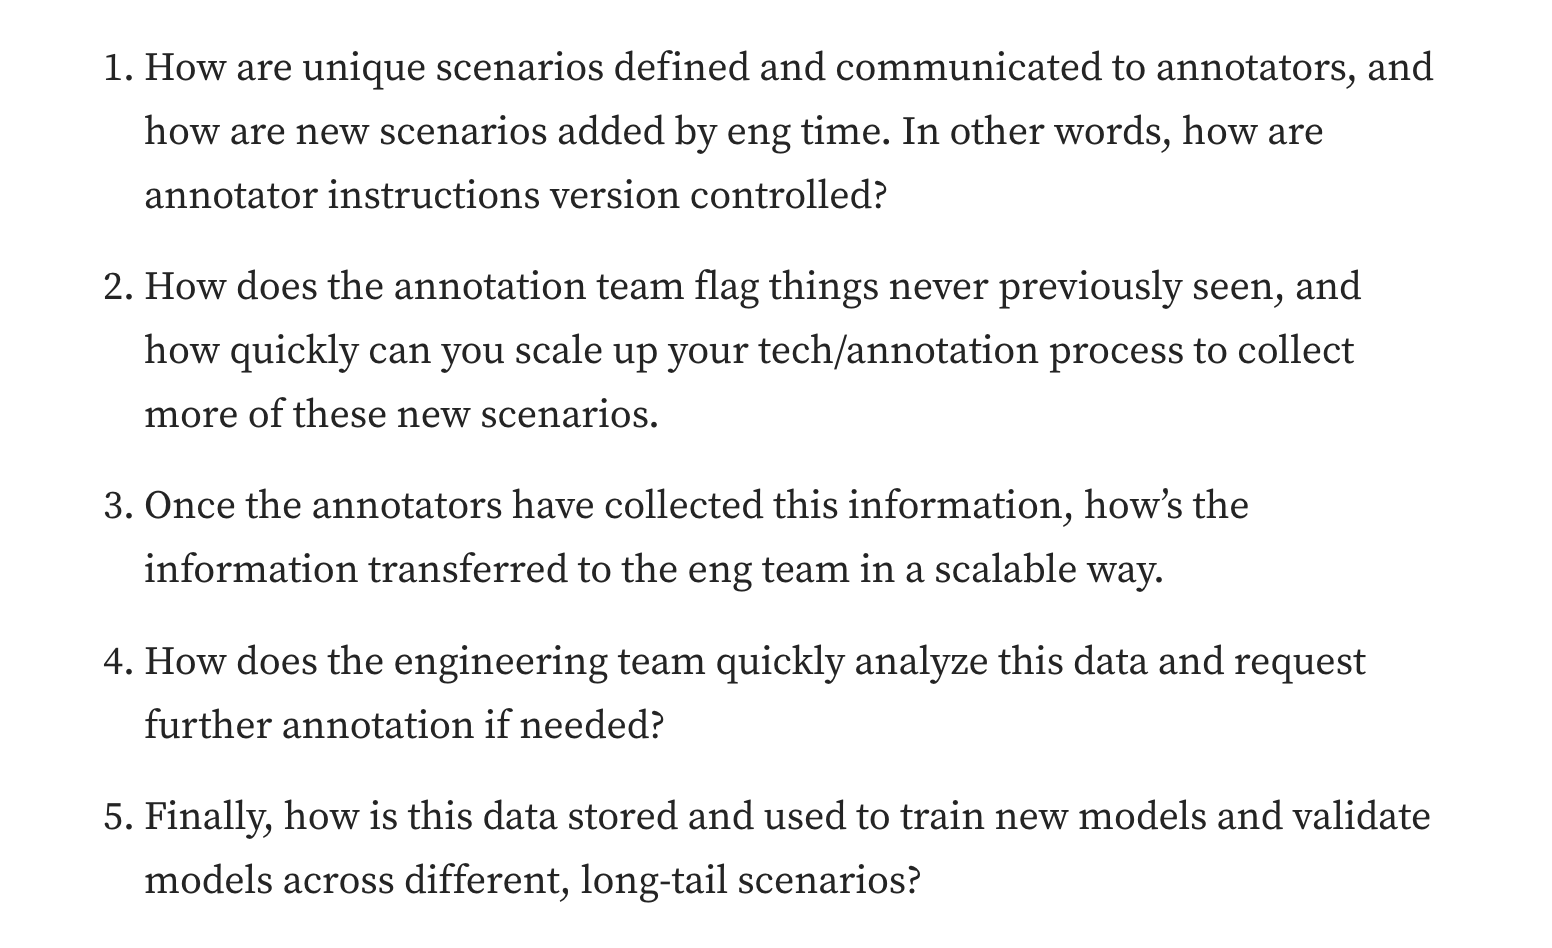 1. How are unique scenarios defined and communicated to annotators, and
how are new scenarios added by eng time. In other words, how are
annotator instructions version controlled?
2. How does the annotation team flag things never previously seen, and
how quickly can you scale up your tech/annotation process to collect
more of these new scenarios.
3. Once the annotators have collected this information, how’s the
information transferred to the eng team in a scalable way.
4. How does the engineering team quickly analyze this data and request
further annotation if needed?
5. Finally, how is this data stored and used to train new models and validate
models across different, long-tail scenarios?